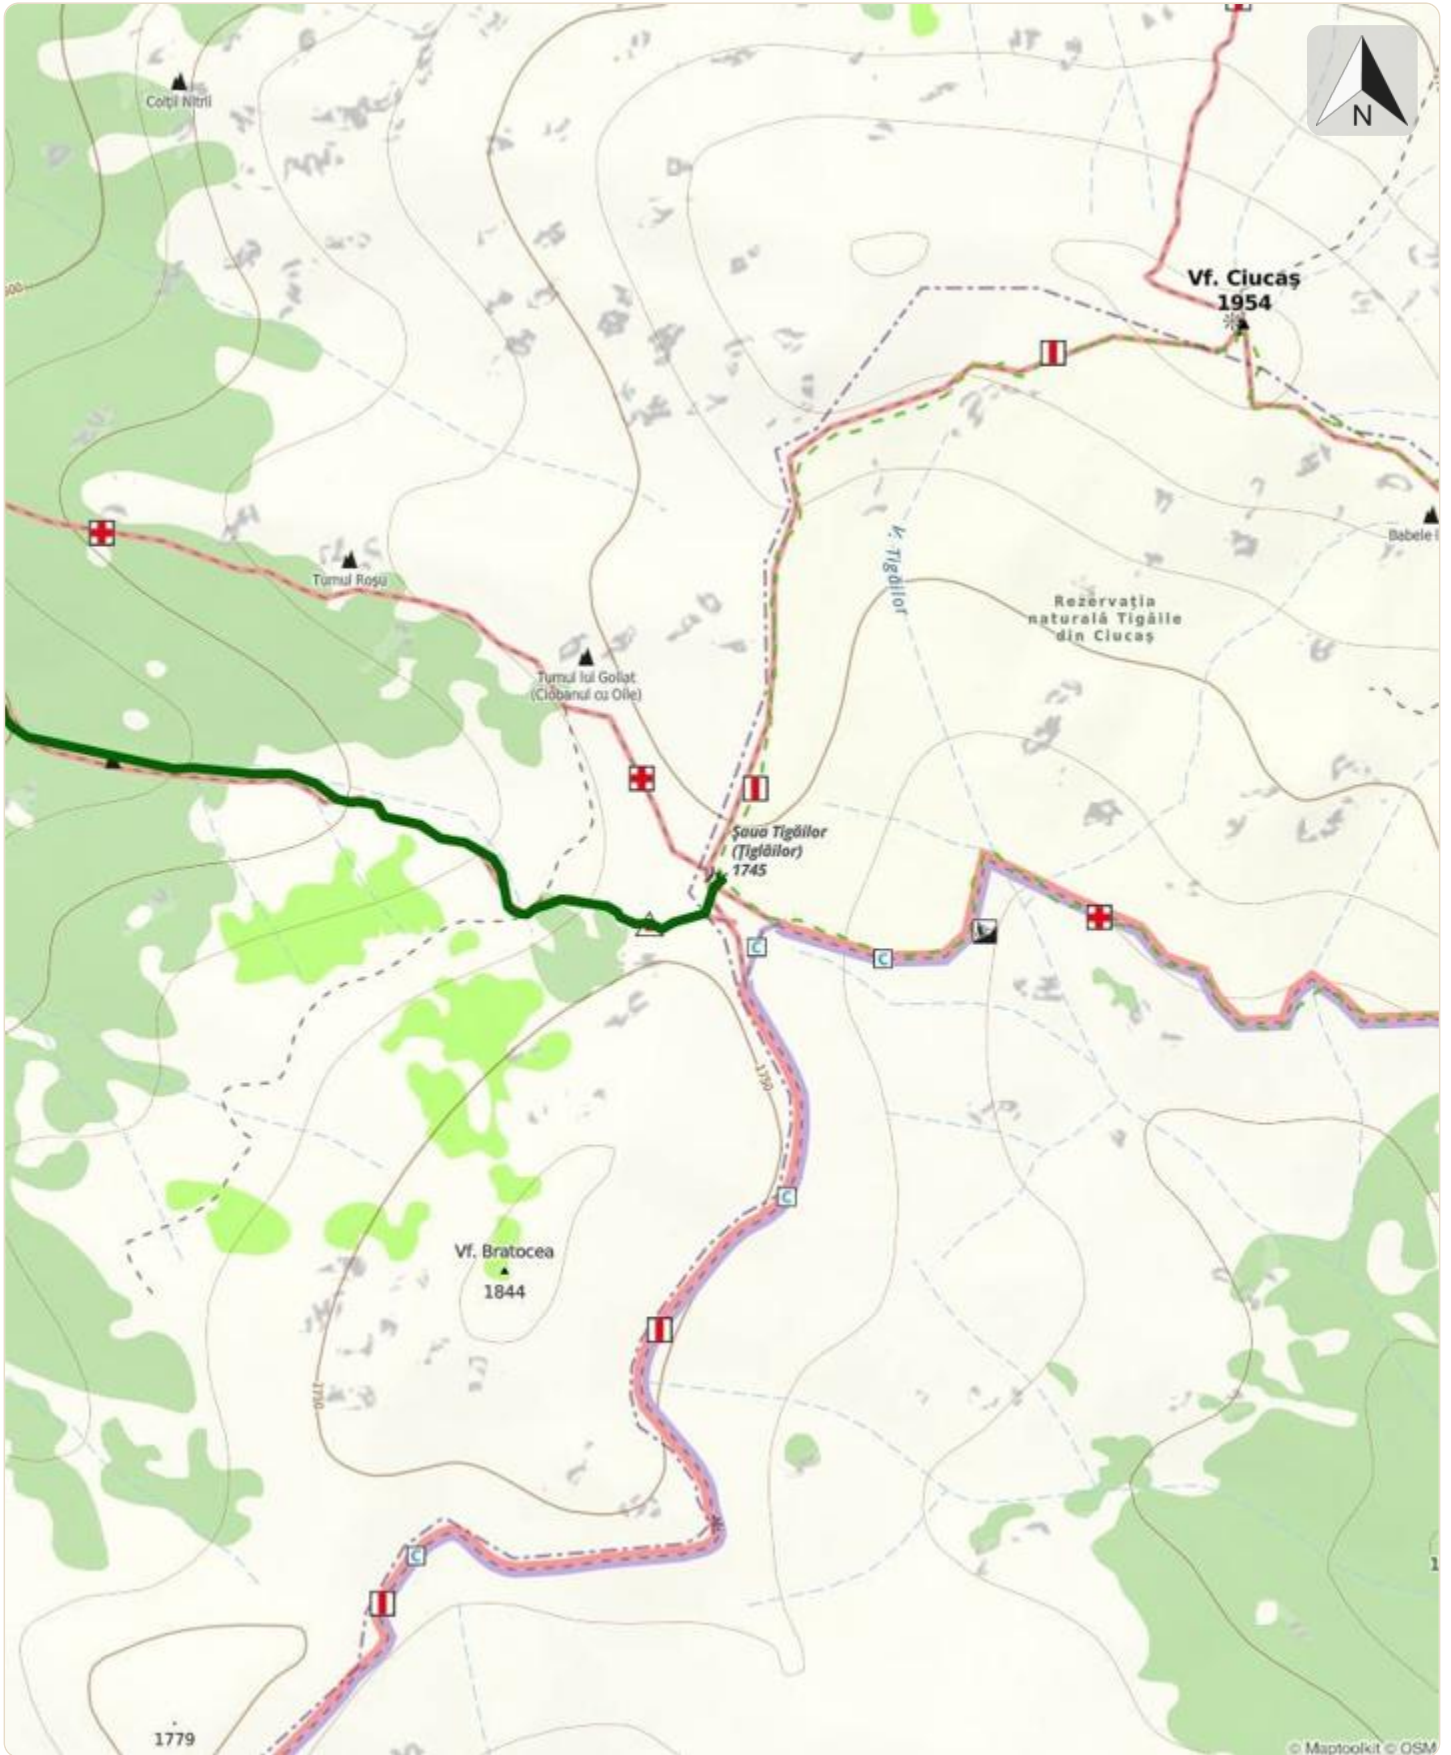 Colții Nitrii
N
Vf. Ciucaș
1954
Turnul Roșu
Babele l
V. Tigăilor
Rezervația
naturală Tigăile
din Ciucaș
Turnul lui Goliat
(Ciobanul cu Oile)
Șaua Tigăilor
(Țiglăilor)
1745
C
C
1750
C
Vf. Bratocea
1844
1750
C
1779
© Maptoolkit © OSM